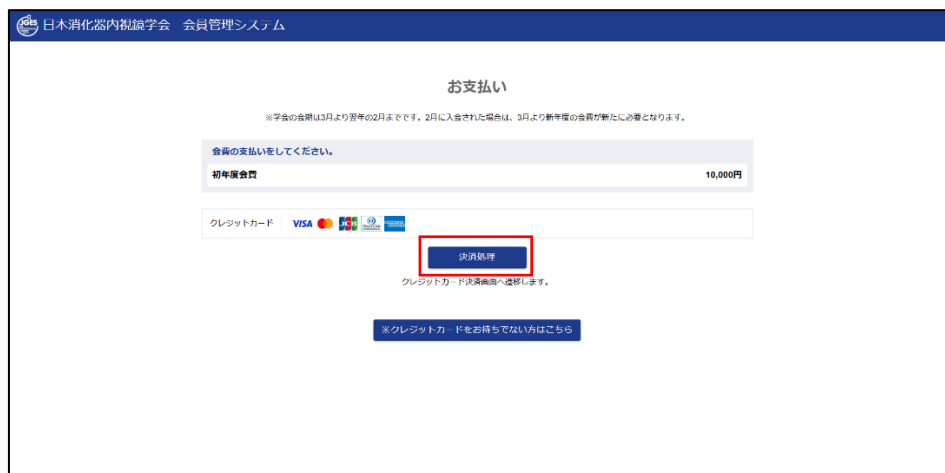 JGES 日本消化器内視鏡学会 会員管理システム
お支払い
※学会の会期は3月より翌年の2月までです。2月に入会された場合は、3月より新年度の会費が新たに必要となります。
会費の支払いをしてください。
初年度会費 10,000円
クレジットカード VISA JCB
決済処理
クレジットカード決済画面へ遷移します。
※クレジットカードをお持ちでない方はこちら